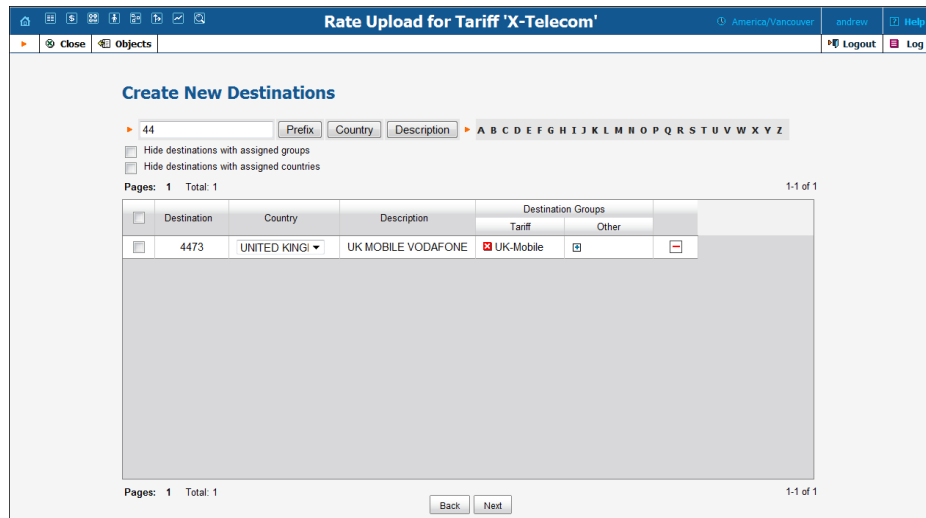 Rate Upload for Tariff 'X-Telecom' America/Vancouver andrew Help
Close Objects Logout Log
Create New Destinations
44 Prefix Country Description A B C D E F G H I J K L M N O P Q R S T U V W X Y Z
Hide destinations with assigned groups
Hide destinations with assigned countries
Pages: 1 Total: 1 1-1 of 1
Destination Country Description Destination Groups
Tariff Other
4473 UNITED KINGI UK MOBILE VODAFONE UK-Mobile
Pages: 1 Total: 1 1-1 of 1
Back Next